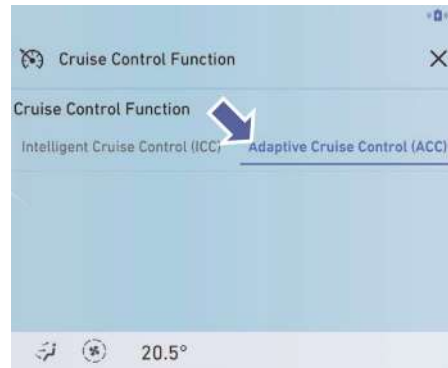 Cruise Control Function
Cruise Control Function
Intelligent Cruise Control (ICC) Adaptive Cruise Control (ACC)
20.5°